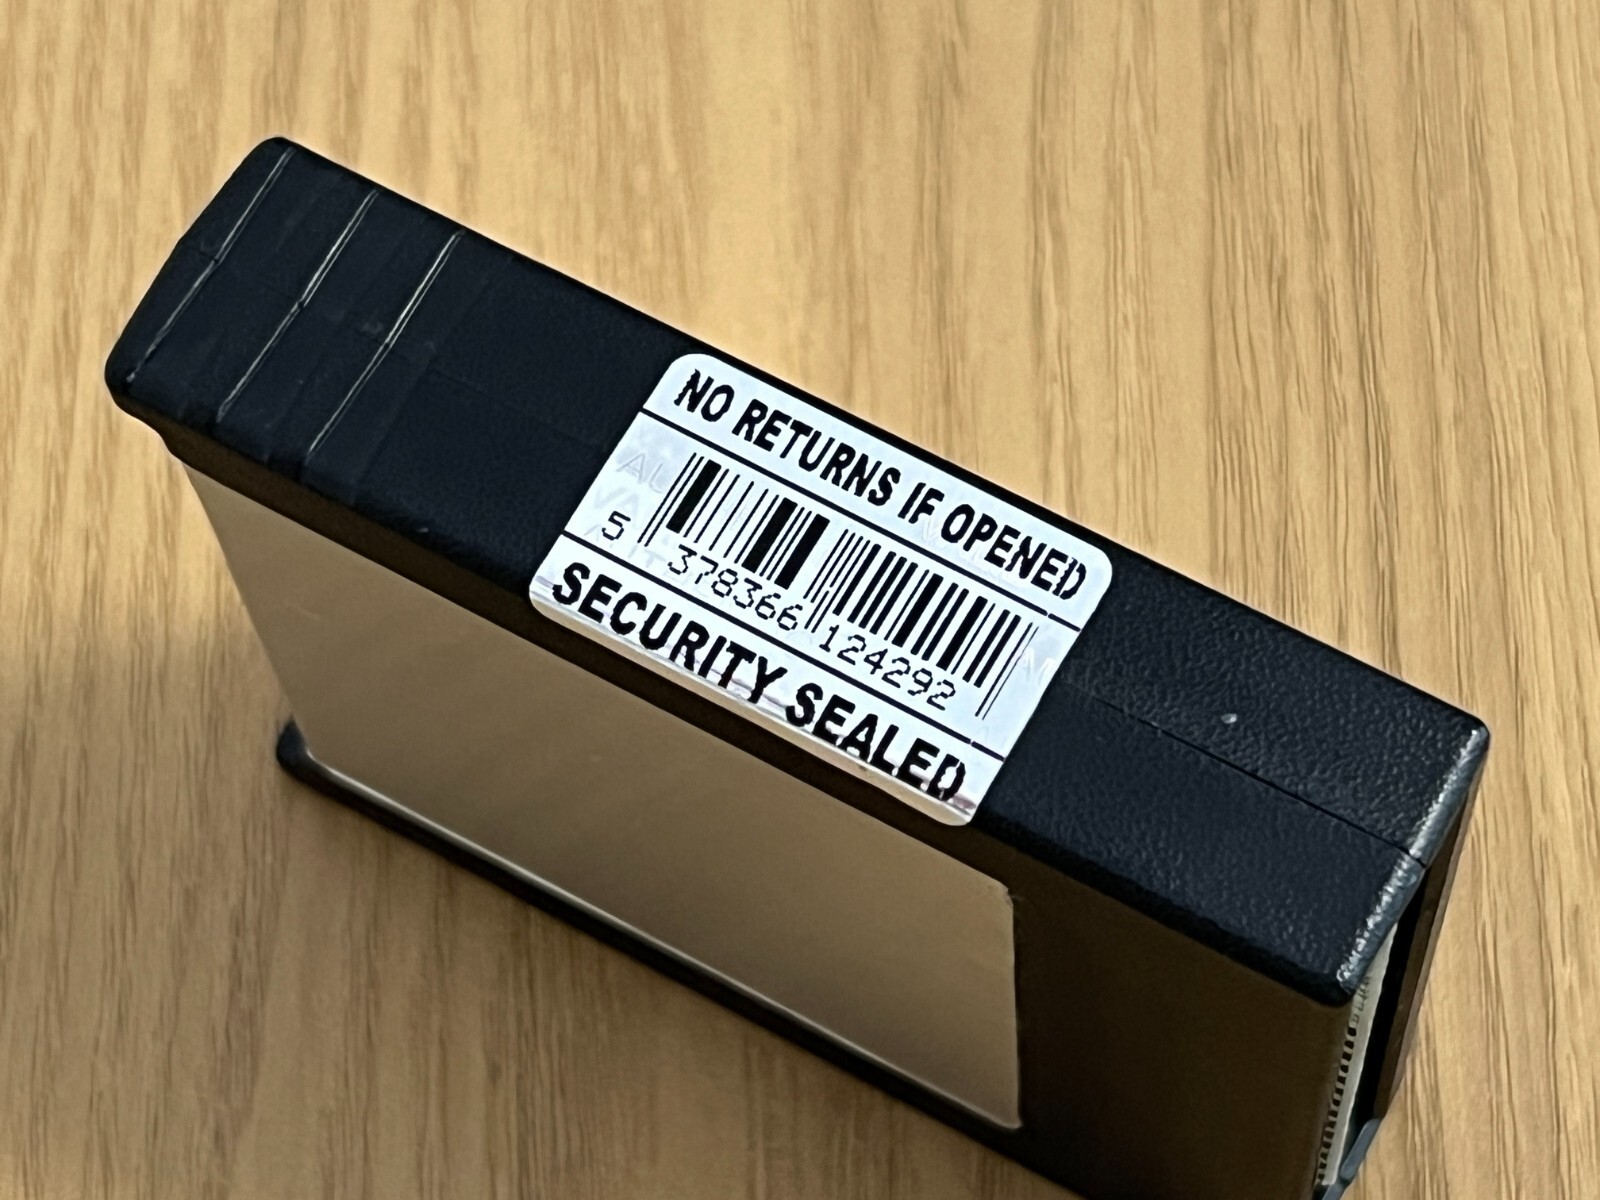 NO RETURNS IF OPENED
5 378366 124292
SECURITY SEALED